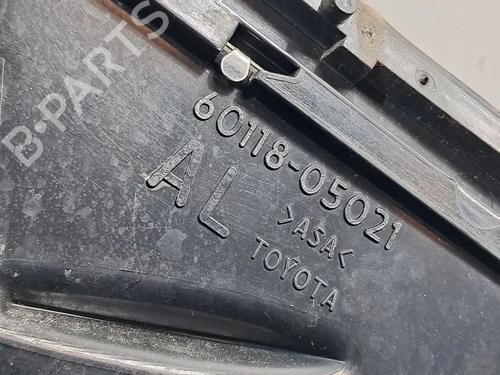 B-PARTS
60118-05021
AL
>ASA<
TOYOTA